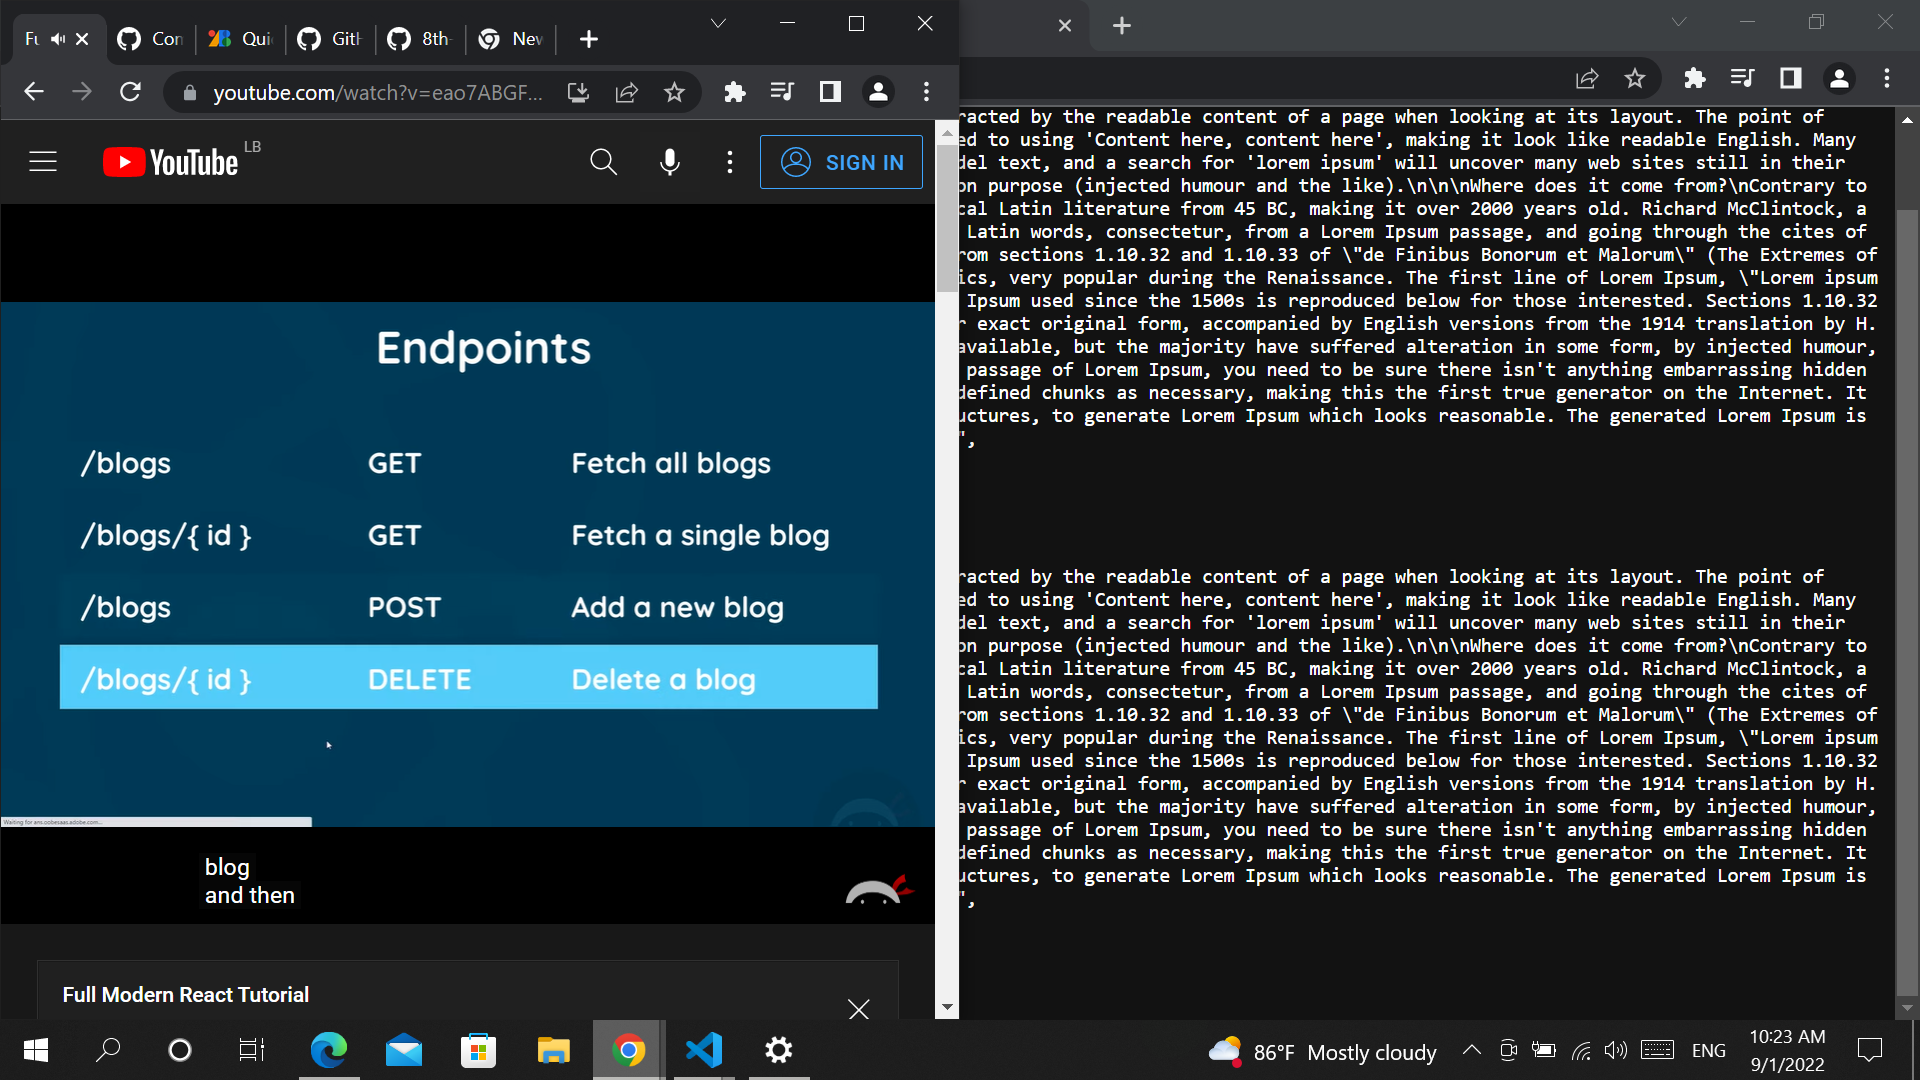 Fu
Con
Qui
GitH
8th-
New
youtube.com/watch?v=eao7ABGF...
YouTube LB
SIGN IN
Endpoints
/blogs GET Fetch all blogs
/blogs/{ id } GET Fetch a single blog
/blogs POST Add a new blog
/blogs/{ id } DELETE Delete a blog
Waiting for ans.oobesaas.adobe.com...
blog
and then
Full Modern React Tutorial
racted by the readable content of a page when looking at its layout. The point of
ed to using 'Content here, content here', making it look like readable English. Many
del text, and a search for 'lorem ipsum' will uncover many web sites still in their
on purpose (injected humour and the like).\n\n\nWhere does it come from?\nContrary to
cal Latin literature from 45 BC, making it over 2000 years old. Richard McClintock, a
Latin words, consectetur, from a Lorem Ipsum passage, and going through the cites of
rom sections 1.10.32 and 1.10.33 of \"de Finibus Bonorum et Malorum\" (The Extremes of
ics, very popular during the Renaissance. The first line of Lorem Ipsum, \"Lorem ipsum
Ipsum used since the 1500s is reproduced below for those interested. Sections 1.10.32
r exact original form, accompanied by English versions from the 1914 translation by H.
available, but the majority have suffered alteration in some form, by injected humour,
passage of Lorem Ipsum, you need to be sure there isn't anything embarrassing hidden
defined chunks as necessary, making this the first true generator on the Internet. It
uctures, to generate Lorem Ipsum which looks reasonable. The generated Lorem Ipsum is
",
racted by the readable content of a page when looking at its layout. The point of
ed to using 'Content here, content here', making it look like readable English. Many
del text, and a search for 'lorem ipsum' will uncover many web sites still in their
on purpose (injected humour and the like).\n\n\nWhere does it come from?\nContrary to
cal Latin literature from 45 BC, making it over 2000 years old. Richard McClintock, a
Latin words, consectetur, from a Lorem Ipsum passage, and going through the cites of
rom sections 1.10.32 and 1.10.33 of \"de Finibus Bonorum et Malorum\" (The Extremes of
ics, very popular during the Renaissance. The first line of Lorem Ipsum, \"Lorem ipsum
Ipsum used since the 1500s is reproduced below for those interested. Sections 1.10.32
r exact original form, accompanied by English versions from the 1914 translation by H.
available, but the majority have suffered alteration in some form, by injected humour,
passage of Lorem Ipsum, you need to be sure there isn't anything embarrassing hidden
defined chunks as necessary, making this the first true generator on the Internet. It
uctures, to generate Lorem Ipsum which looks reasonable. The generated Lorem Ipsum is
",
86°F Mostly cloudy
ENG
10:23 AM
9/1/2022